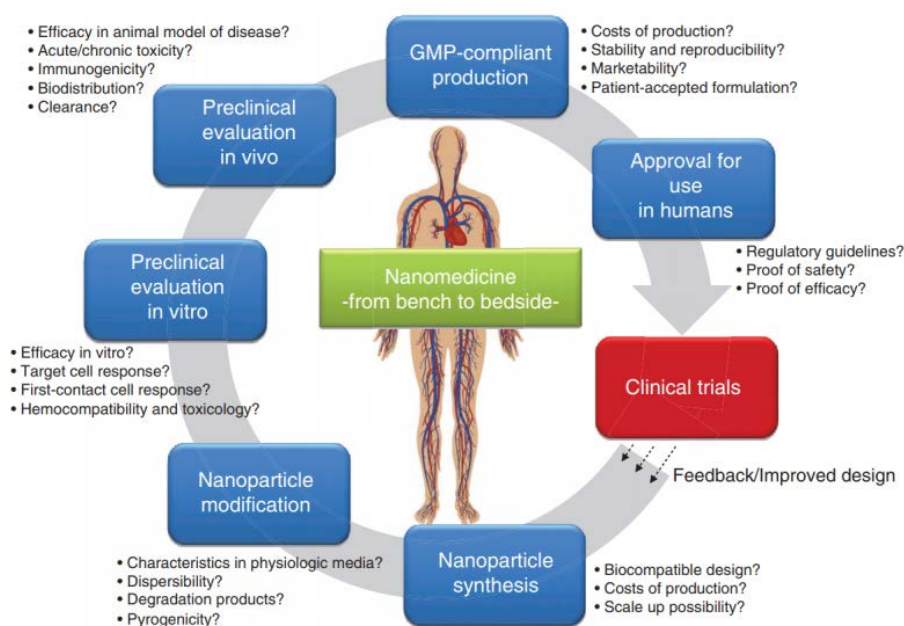 • Efficacy in animal model of disease?
• Acute/chronic toxicity?
• Immunogenicity?
• Biodistribution?
• Clearance?
GMP-compliant
production
• Costs of production?
• Stability and reproducibility?
• Marketability?
• Patient-accepted formulation?
Preclinical
evaluation
in vivo
Approval for
use
in humans
• Regulatory guidelines?
• Proof of safety?
• Proof of efficacy?
Preclinical
evaluation
in vitro
Nanomedicine
-from bench to bedside-
• Efficacy in vitro?
• Target cell response?
• First-contact cell response?
• Hemocompatibility and toxicology?
Clinical trials
Feedback/Improved design
Nanoparticle
modification
• Characteristics in physiologic media?
• Dispersibility?
• Degradation products?
• Pyrogenicity?
Nanoparticle
synthesis
• Biocompatible design?
• Costs of production?
• Scale up possibility?